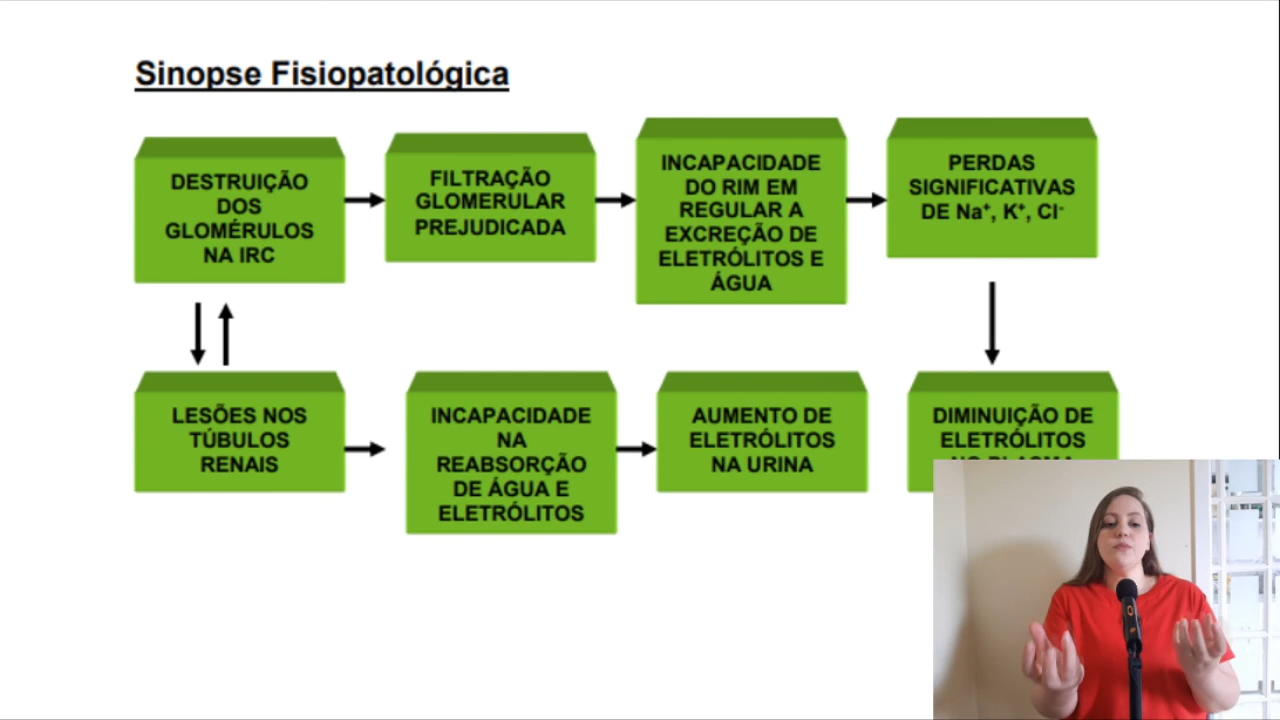 Sinopse Fisiopatológica
DESTRUIÇÃO
DOS
GLOMÉRULOS
NA IRC
FILTRAÇÃO
GLOMERULAR
PREJUDICADA
INCAPACIDADE
DO RIM EM
REGULAR A
EXCREÇÃO DE
ELETRÓLITOS E
ÁGUA
PERDAS
SIGNIFICATIVAS
DE Na⁺, K⁺, Cl⁻
LESÕES NOS
TÚBULOS
RENAIS
INCAPACIDADE
NA
REABSORÇÃO
DE ÁGUA E
ELETRÓLITOS
AUMENTO DE
ELETRÓLITOS
NA URINA
DIMINUIÇÃO DE
ELETRÓLITOS
NO PLASMA